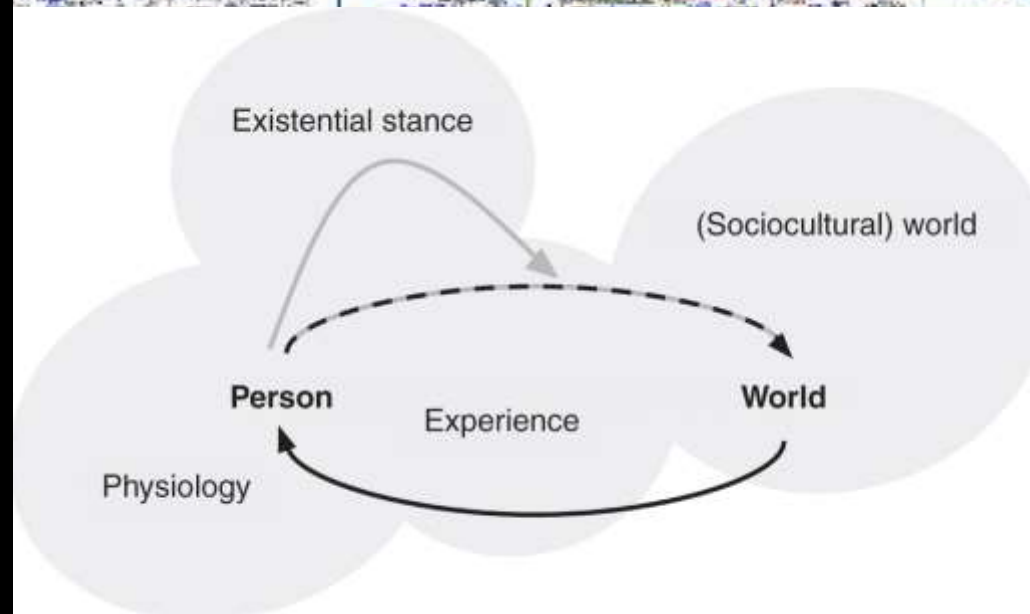 Existential stance
(Sociocultural) world
Person
World
Experience
Physiology